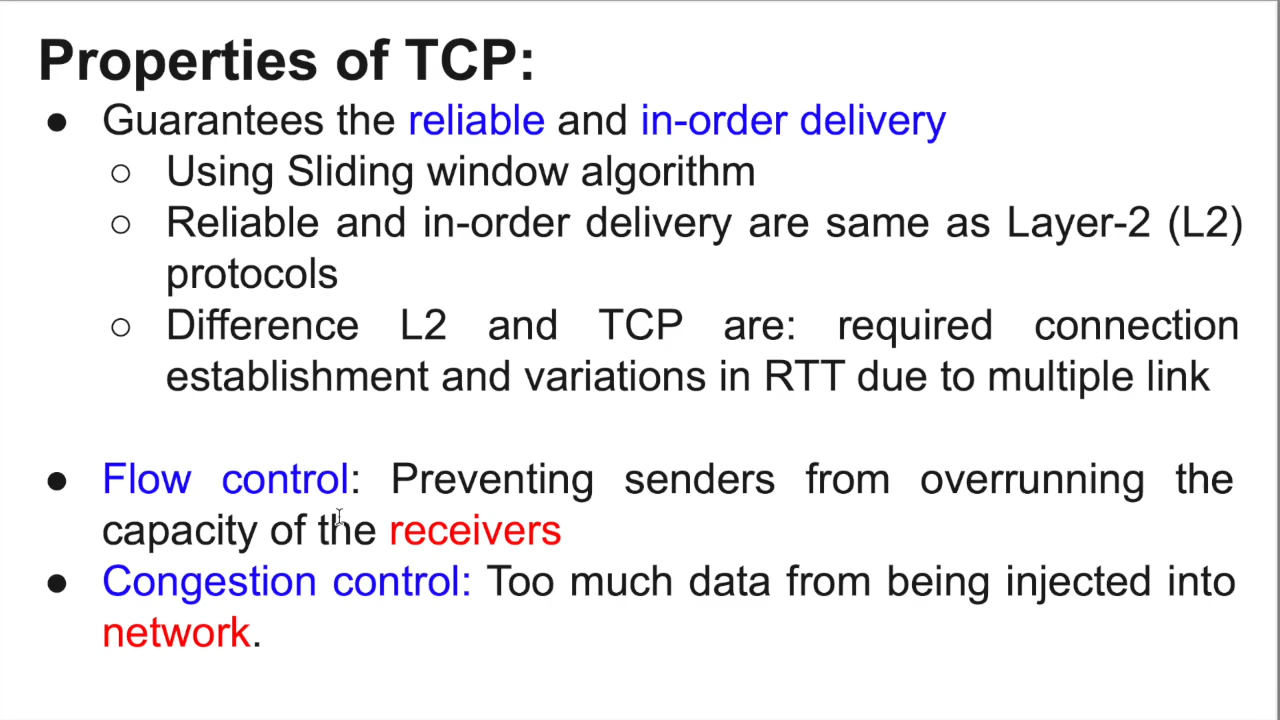 Properties of TCP:
● Guarantees the reliable and in-order delivery
○ Using Sliding window algorithm
○ Reliable and in-order delivery are same as Layer-2 (L2)
protocols
○ Difference L2 and TCP are: required connection
establishment and variations in RTT due to multiple link
● Flow control: Preventing senders from overrunning the
capacity of the receivers
● Congestion control: Too much data from being injected into
network.